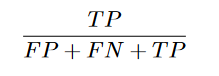 TP
FP + FN + TP